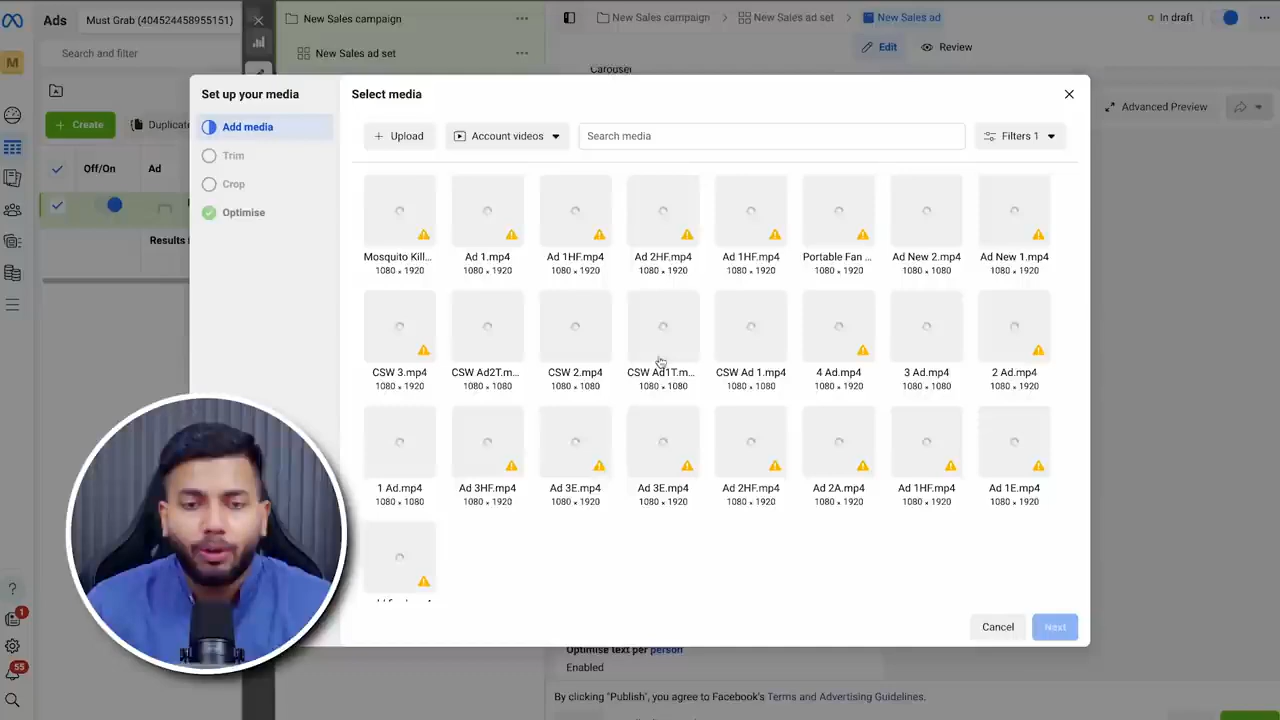 Ads
Must Grab (404524458955151)
New Sales campaign
New Sales campaign
New Sales ad set
New Sales ad
In draft
Search and filter
New Sales ad set
Edit
Review
Carousel
Set up your media
Select media
Advanced Preview
Create
Duplicate
Add media
Upload
Account videos
Search media
Filters 1
Off/On
Ad
Trim
Crop
Optimise
Results
Mosquito Kill...
Ad 1.mp4
Ad 1HF.mp4
Ad 2HF.mp4
Ad 1HF.mp4
Portable Fan ...
Ad New 2.mp4
Ad New 1.mp4
1080 × 1920
1080 × 1920
1080 × 1920
1080 × 1920
1080 × 1920
1080 × 1920
1080 × 1080
1080 × 1920
CSW 3.mp4
CSW Ad2T.m...
CSW 2.mp4
CSW Ad1T.m...
CSW Ad 1.mp4
4 Ad.mp4
3 Ad.mp4
2 Ad.mp4
1080 × 1920
1080 × 1080
1080 × 1080
1080 × 1080
1080 × 1080
1080 × 1920
1080 × 1080
1080 × 1920
1 Ad.mp4
Ad 3HF.mp4
Ad 3E.mp4
Ad 3E.mp4
Ad 2HF.mp4
Ad 2A.mp4
Ad 1HF.mp4
Ad 1E.mp4
1080 × 1080
1080 × 1920
1080 × 1920
1080 × 1920
1080 × 1920
1080 × 1920
1080 × 1920
1080 × 1920
Cancel
Next
Optimise text per person
Enabled
By clicking "Publish", you agree to Facebook's Terms and Advertising Guidelines.
M
1
55